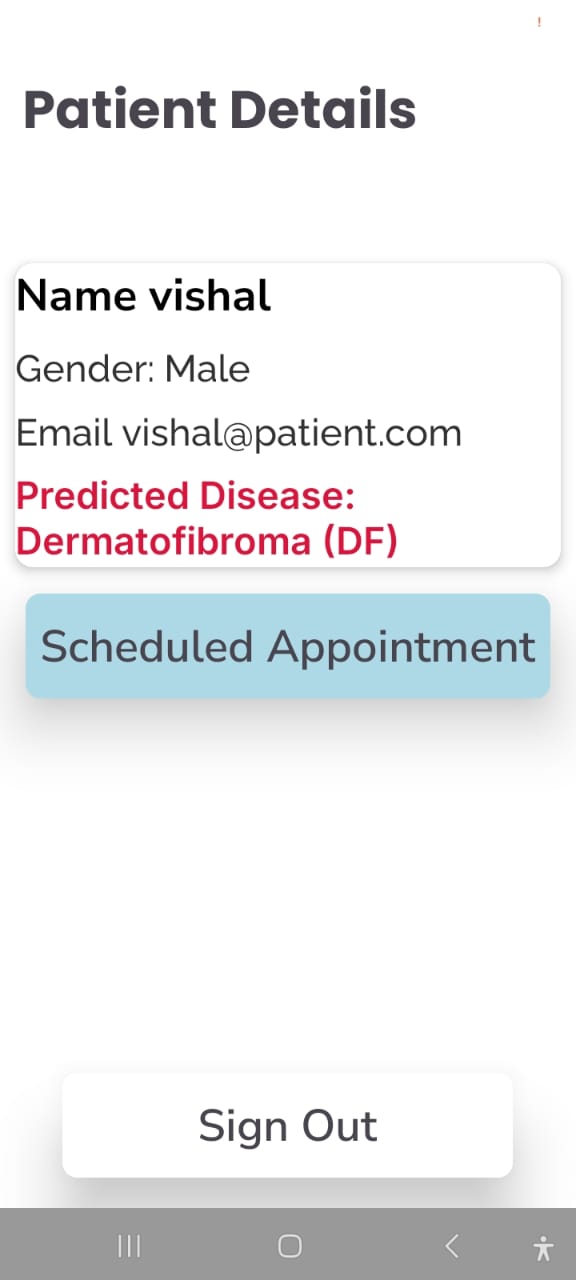 !
Patient Details
Name vishal
Gender: Male
Email vishal@patient.com
Predicted Disease:
Dermatofibroma (DF)
Scheduled Appointment
Sign Out